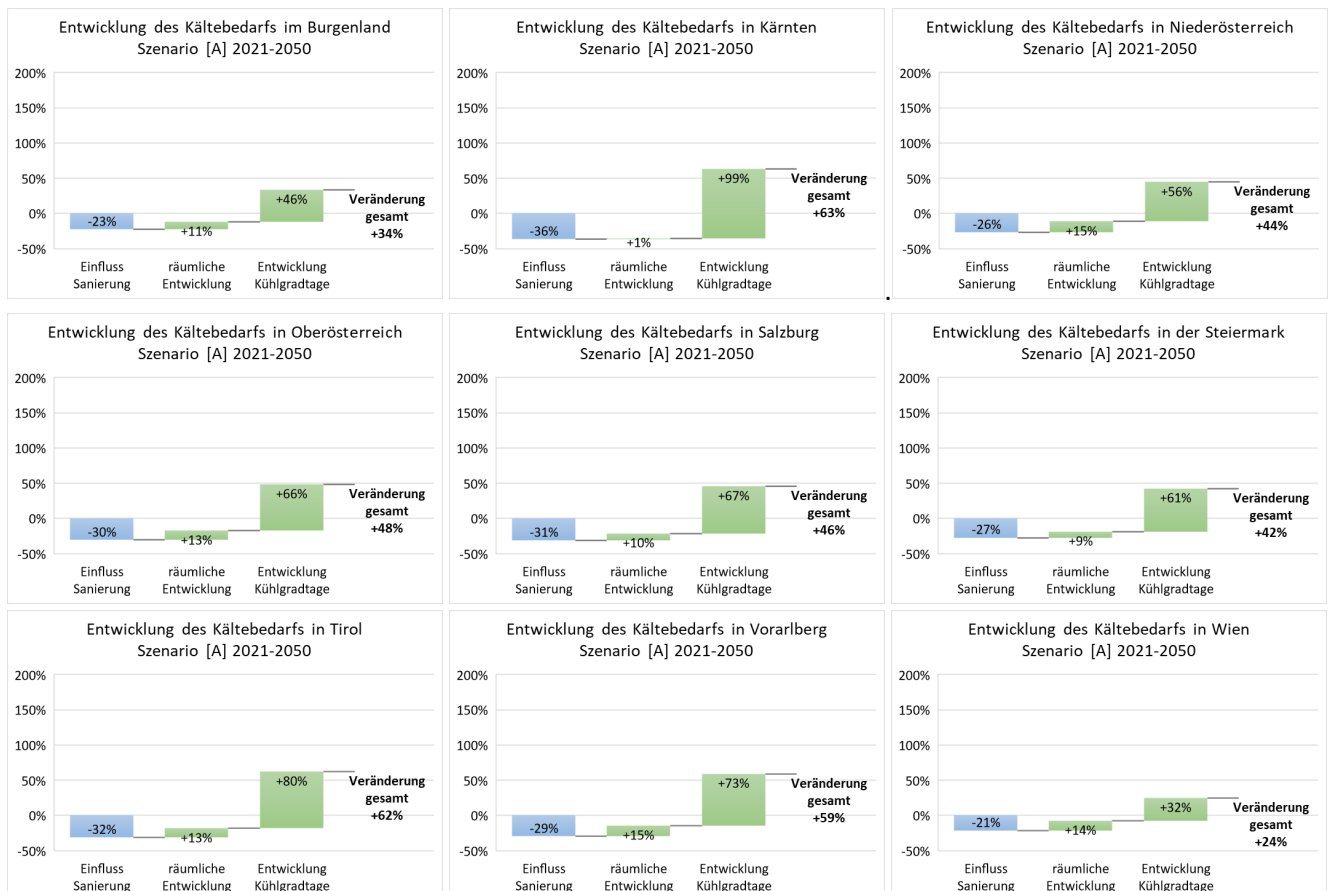 Entwicklung des Kältebedarfs im Burgenland
Szenario [A] 2021-2050
200%
150%
100%
50%
0%
-50%
-23%
+11%
+46%
Veränderung
gesamt
+34%
Einfluss
Sanierung
räumliche
Entwicklung
Entwicklung
Kühlgradtage
Entwicklung des Kältebedarfs in Kärnten
Szenario [A] 2021-2050
200%
150%
100%
50%
0%
-50%
-36%
+1%
+99%
Veränderung
gesamt
+63%
Einfluss
Sanierung
räumliche
Entwicklung
Entwicklung
Kühlgradtage
.
Entwicklung des Kältebedarfs in Niederösterreich
Szenario [A] 2021-2050
200%
150%
100%
50%
0%
-50%
-26%
+15%
+56%
Veränderung
gesamt
+44%
Einfluss
Sanierung
räumliche
Entwicklung
Entwicklung
Kühlgradtage
Entwicklung des Kältebedarfs in Oberösterreich
Szenario [A] 2021-2050
200%
150%
100%
50%
0%
-50%
-30%
+13%
+66%
Veränderung
gesamt
+48%
Einfluss
Sanierung
räumliche
Entwicklung
Entwicklung
Kühlgradtage
Entwicklung des Kältebedarfs in Salzburg
Szenario [A] 2021-2050
200%
150%
100%
50%
0%
-50%
-31%
+10%
+67%
Veränderung
gesamt
+46%
Einfluss
Sanierung
räumliche
Entwicklung
Entwicklung
Kühlgradtage
Entwicklung des Kältebedarfs in der Steiermark
Szenario [A] 2021-2050
200%
150%
100%
50%
0%
-50%
-27%
+9%
+61%
Veränderung
gesamt
+42%
Einfluss
Sanierung
räumliche
Entwicklung
Entwicklung
Kühlgradtage
Entwicklung des Kältebedarfs in Tirol
Szenario [A] 2021-2050
200%
150%
100%
50%
0%
-50%
-32%
+13%
+80%
Veränderung
gesamt
+62%
Einfluss
Sanierung
räumliche
Entwicklung
Entwicklung
Kühlgradtage
Entwicklung des Kältebedarfs in Vorarlberg
Szenario [A] 2021-2050
200%
150%
100%
50%
0%
-50%
-29%
+15%
+73%
Veränderung
gesamt
+59%
Einfluss
Sanierung
räumliche
Entwicklung
Entwicklung
Kühlgradtage
Entwicklung des Kältebedarfs in Wien
Szenario [A] 2021-2050
200%
150%
100%
50%
0%
-50%
-21%
+14%
+32%
Veränderung
gesamt
+24%
Einfluss
Sanierung
räumliche
Entwicklung
Entwicklung
Kühlgradtage